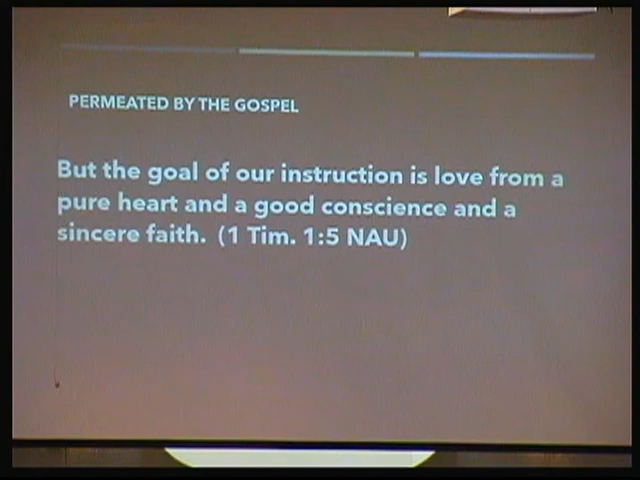 PERMEATED BY THE GOSPEL
But the goal of our instruction is love from a
pure heart and a good conscience and a
sincere faith.  (1 Tim. 1:5 NAU)